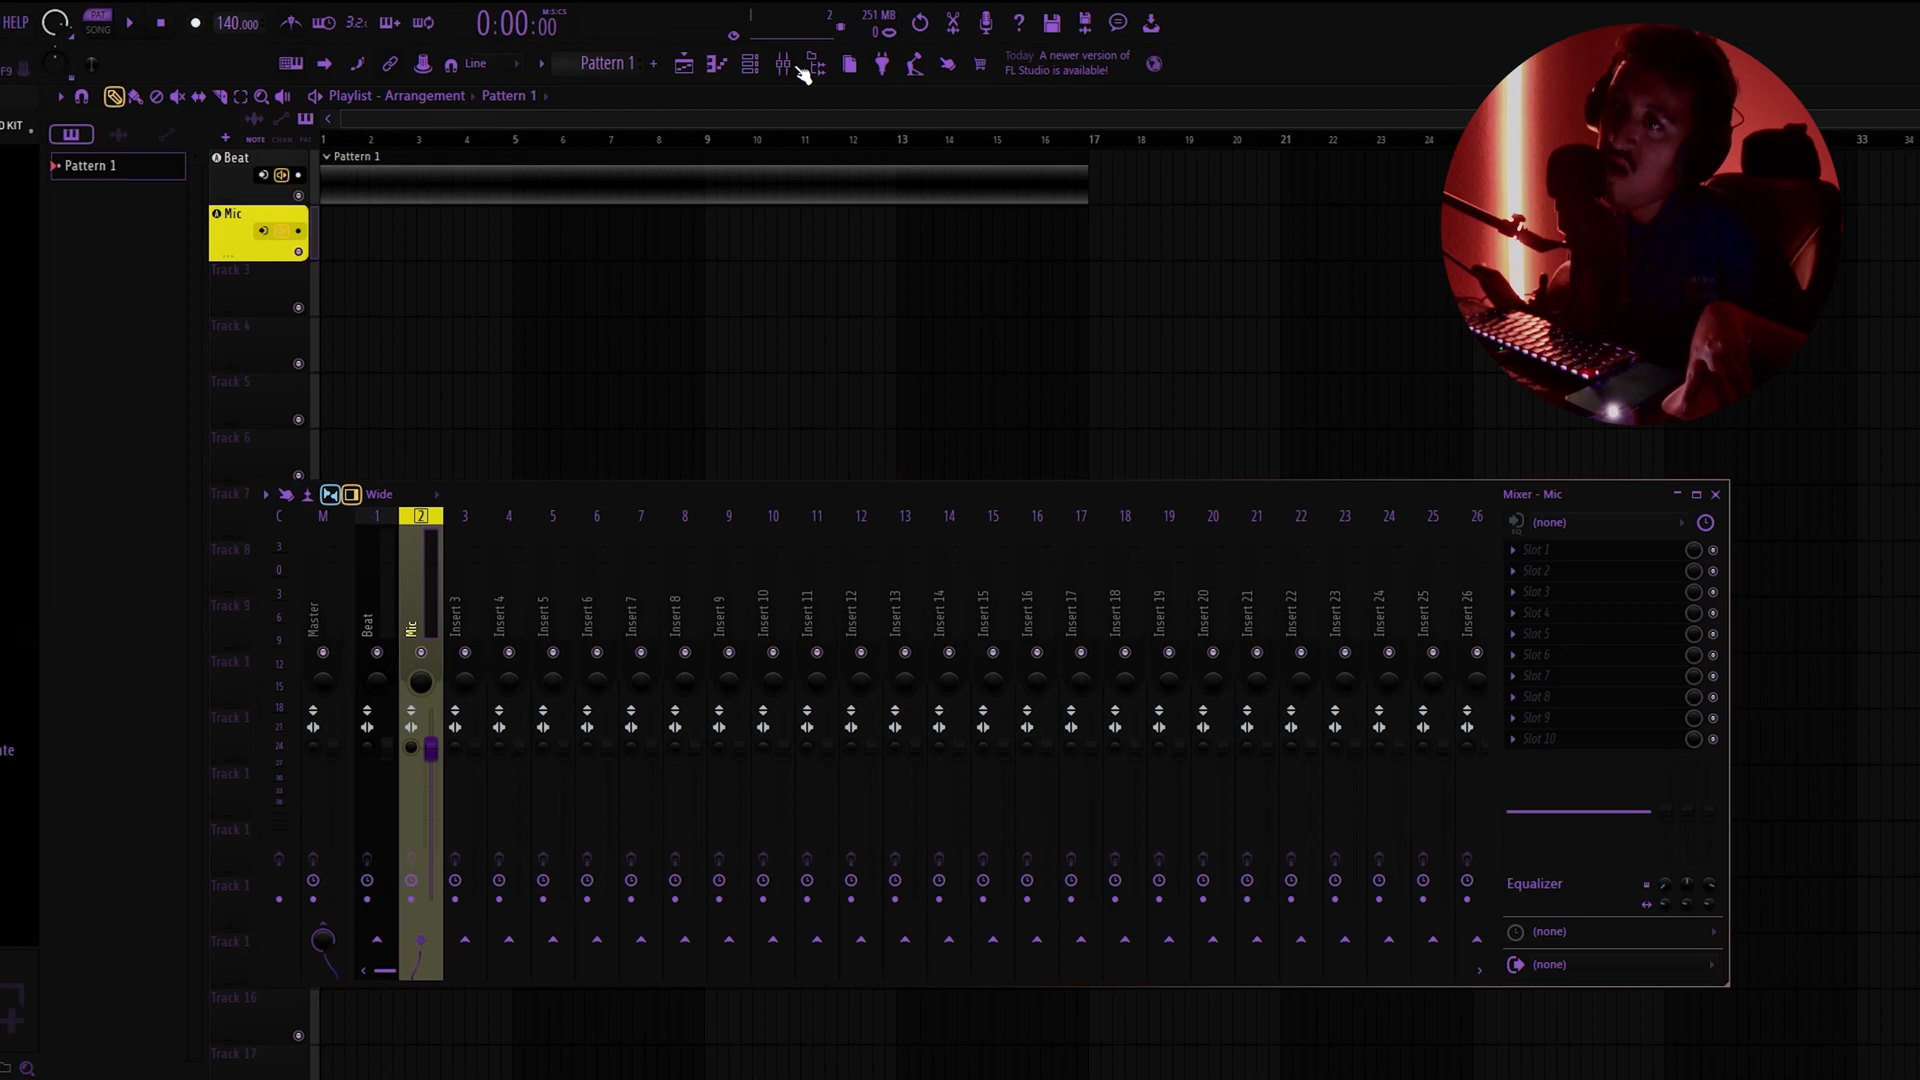 HELP
PAT
SONG
140.000
3.2.
0:00:00
M:S:CS
2
251 MB
0
F9
Line
Pattern 1
Today A newer version of
FL Studio is available!
Playlist - Arrangement
Pattern 1
D KIT
NOTE CHAN PAT
1 2 3 4 5 6 7 8 9 10 11 12 13 14 15 16 17 18 19 20 21 22 23 24 33 34
Pattern 1
Beat
Pattern 1
Mic
...
Track 3
Track 4
Track 5
Track 6
Track 7
Track 8
Track 9
Track 1
Track 1
Track 1
Track 1
Track 1
Track 1
Track 16
Track 17
ate
Wide
Mixer - Mic
C M 1 2 3 4 5 6 7 8 9 10 11 12 13 14 15 16 17 18 19 20 21 22 23 24 25 26
3
0
3
6
9
12
15
18
21
24
27
30
33
36
Master
Beat
Mic
Insert 3
Insert 4
Insert 5
Insert 6
Insert 7
Insert 8
Insert 9
Insert 10
Insert 11
Insert 12
Insert 13
Insert 14
Insert 15
Insert 16
Insert 17
Insert 18
Insert 19
Insert 20
Insert 21
Insert 22
Insert 23
Insert 24
Insert 25
Insert 26
(none)
EQ
Slot 1
Slot 2
Slot 3
Slot 4
Slot 5
Slot 6
Slot 7
Slot 8
Slot 9
Slot 10
Equalizer
(none)
(none)